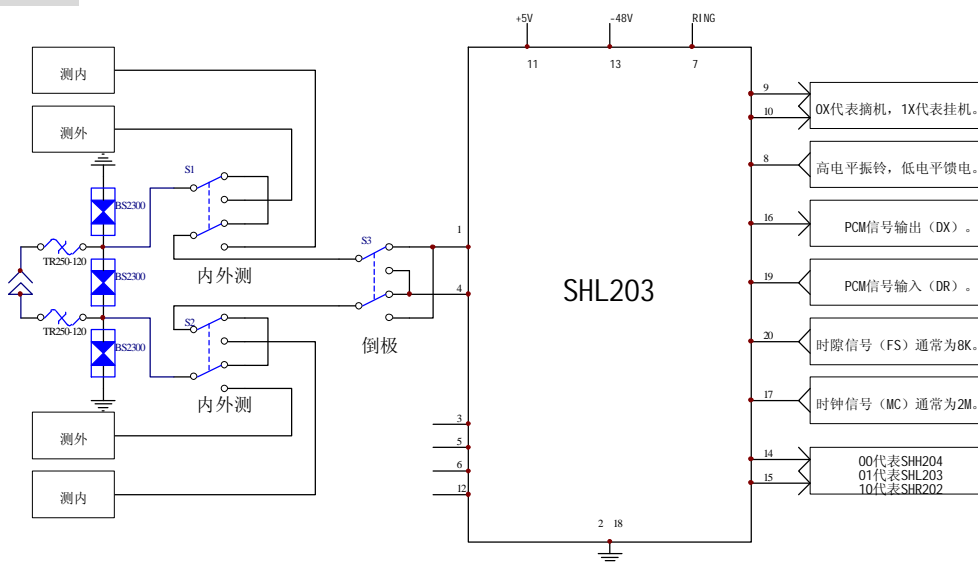 +5V
-48V
RING
11
13
7
测内
测外
BS2300
TR250-120
BS2300
TR250-120
BS2300
测外
测内
S1
内外测
S2
内外测
S3
倒极
1
4
3
5
6
12
SHL203
2 18
9
10
0X代表摘机，1X代表挂机。
8
高电平振铃，低电平馈电。
16
PCM信号输出（DX）。
19
PCM信号输入（DR）。
20
时隙信号（FS）通常为8K。
17
时钟信号（MC）通常为2M。
14
15
00代表SHH204
01代表SHL203
10代表SHR202